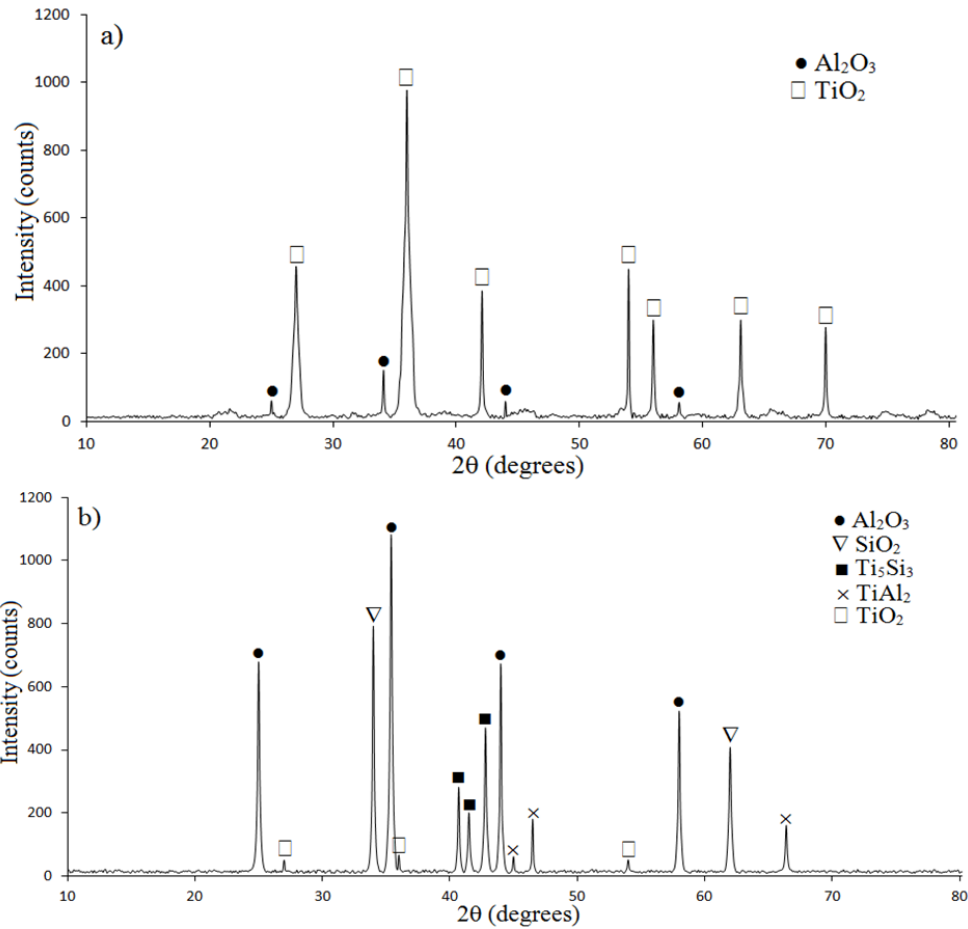 a)
1200
1000
800
600
400
200
0
Intensity (counts)
● Al₂O₃
□ TiO₂
10 20 30 40 50 60 70 80
2θ (degrees)
b)
1200
1000
800
600
400
200
0
Intensity (counts)
● Al₂O₃
▽ SiO₂
■ Ti₅Si₃
× TiAl₂
□ TiO₂
10 20 30 40 50 60 70 80
2θ (degrees)